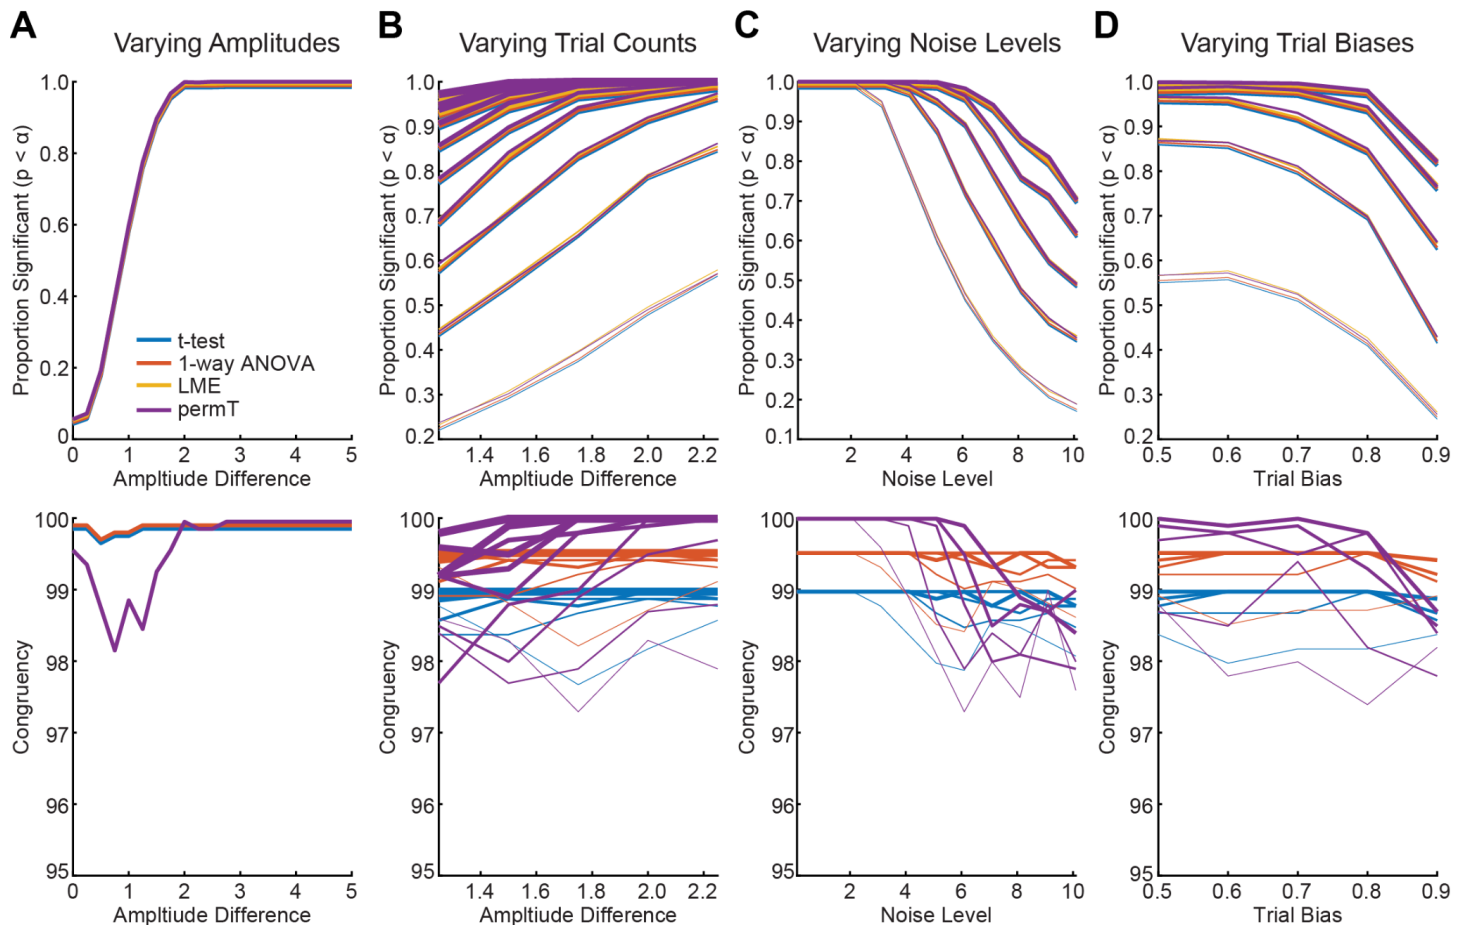 A
Varying Amplitudes
Proportion Significant (p < α)
1.0
0.8
0.6
0.4
0.2
0
t-test
1-way ANOVA
LME
permT
0 1 2 3 4 5
Ampltiude Difference
B
Varying Trial Counts
Proportion Significant (p < α)
1.0
0.9
0.8
0.7
0.6
0.5
0.4
0.3
0.2
1.4 1.6 1.8 2.0 2.2
Ampltiude Difference
C
Varying Noise Levels
Proportion Significant (p < α)
1.0
0.9
0.8
0.7
0.6
0.5
0.4
0.3
0.2
0.1
2 4 6 8 10
Noise Level
D
Varying Trial Biases
Proportion Significant (p < α)
1.0
0.9
0.8
0.7
0.6
0.5
0.4
0.3
0.2
0.5 0.6 0.7 0.8 0.9
Trial Bias
Congruency
100
99
98
97
96
95
0 1 2 3 4 5
Ampltiude Difference
Congruency
100
99
98
97
96
95
1.4 1.6 1.8 2.0 2.2
Ampltiude Difference
Congruency
100
99
98
97
96
95
2 4 6 8 10
Noise Level
Congruency
100
99
98
97
96
95
0.5 0.6 0.7 0.8 0.9
Trial Bias